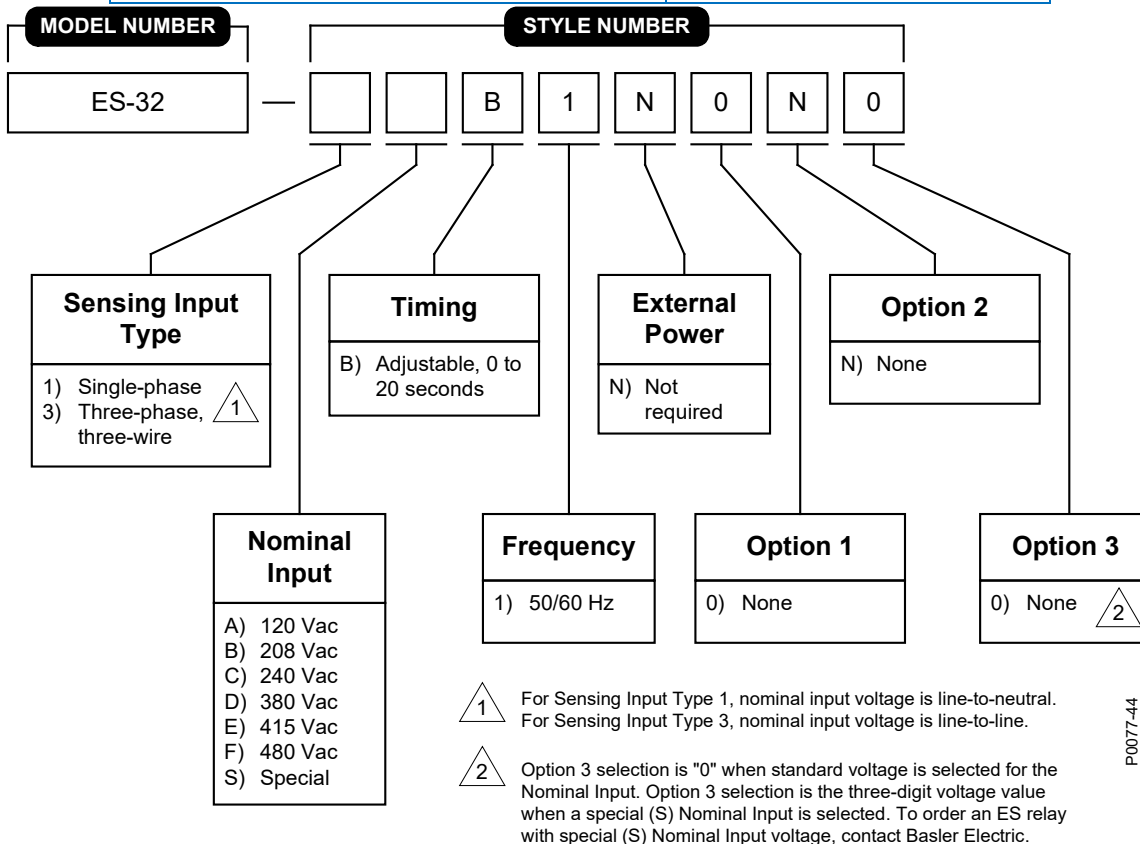 MODEL NUMBER
STYLE NUMBER
ES-32 — B 1 N 0 N 0
Sensing Input
Type
1) Single-phase
3) Three-phase, 1
three-wire
Timing
B) Adjustable, 0 to
20 seconds
External
Power
N) Not
required
Option 2
N) None
Nominal
Input
A) 120 Vac
B) 208 Vac
C) 240 Vac
D) 380 Vac
E) 415 Vac
F) 480 Vac
S) Special
Frequency
1) 50/60 Hz
Option 1
0) None
Option 3
0) None 2
1 For Sensing Input Type 1, nominal input voltage is line-to-neutral.
For Sensing Input Type 3, nominal input voltage is line-to-line.
2 Option 3 selection is "0" when standard voltage is selected for the
Nominal Input. Option 3 selection is the three-digit voltage value
when a special (S) Nominal Input is selected. To order an ES relay
with special (S) Nominal Input voltage, contact Basler Electric.
P0077-44